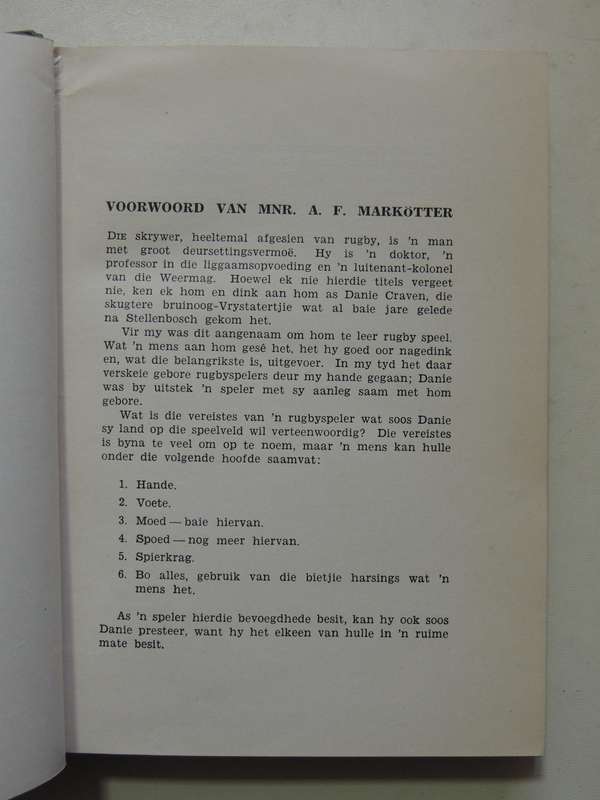 VOORWOORD VAN MNR. A. F. MARKÖTTER
DIE skrywer, heeltemal afgesien van rugby, is 'n man
met groot deursettingsvermoë. Hy is 'n doktor, 'n
professor in die liggaamsopvoeding en 'n luitenant-kolonel
van die Weermag. Hoewel ek nie hierdie titels vergeet
nie, ken ek hom en dink aan hom as Danie Craven, die
skugtere bruinoog-Vrystatertjie wat al baie jare gelede
na Stellenbosch gekom het.
Vir my was dit aangenaam om hom te leer rugby speel.
Wat 'n mens aan hom gesê het, het hy goed oor nagedink
en, wat die belangrikste is, uitgevoer. In my tyd het daar
verskeie gebore rugbyspelers deur my hande gegaan; Danie
was by uitstek 'n speler met sy aanleg saam met hom
gebore.
Wat is die vereistes van 'n rugbyspeler wat soos Danie
sy land op die speelveld wil verteenwoordig? Die vereistes
is byna te veel om op te noem, maar 'n mens kan hulle
onder die volgende hoofde saamvat:
1. Hande.
2. Voete.
3. Moed — baie hiervan.
4. Spoed — nog meer hiervan.
5. Spierkrag.
6. Bo alles, gebruik van die bietjie harsings wat 'n
mens het.
As 'n speler hierdie bevoegdhede besit, kan hy ook soos
Danie presteer, want hy het elkeen van hulle in 'n ruime
mate besit.